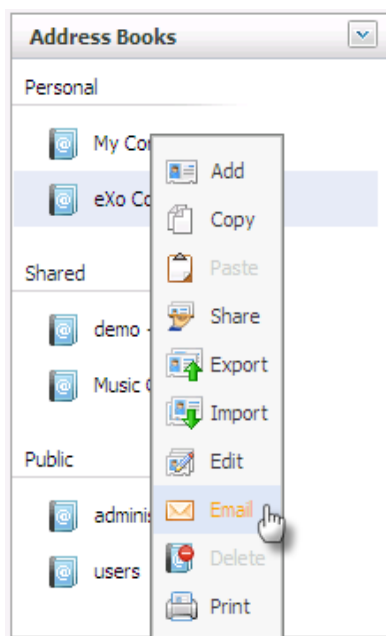 Address Books
Personal
My Co
eXo Co
Shared
demo -
Music
Public
adminis
users
Add
Copy
Paste
Share
Export
Import
Edit
Email
Delete
Print